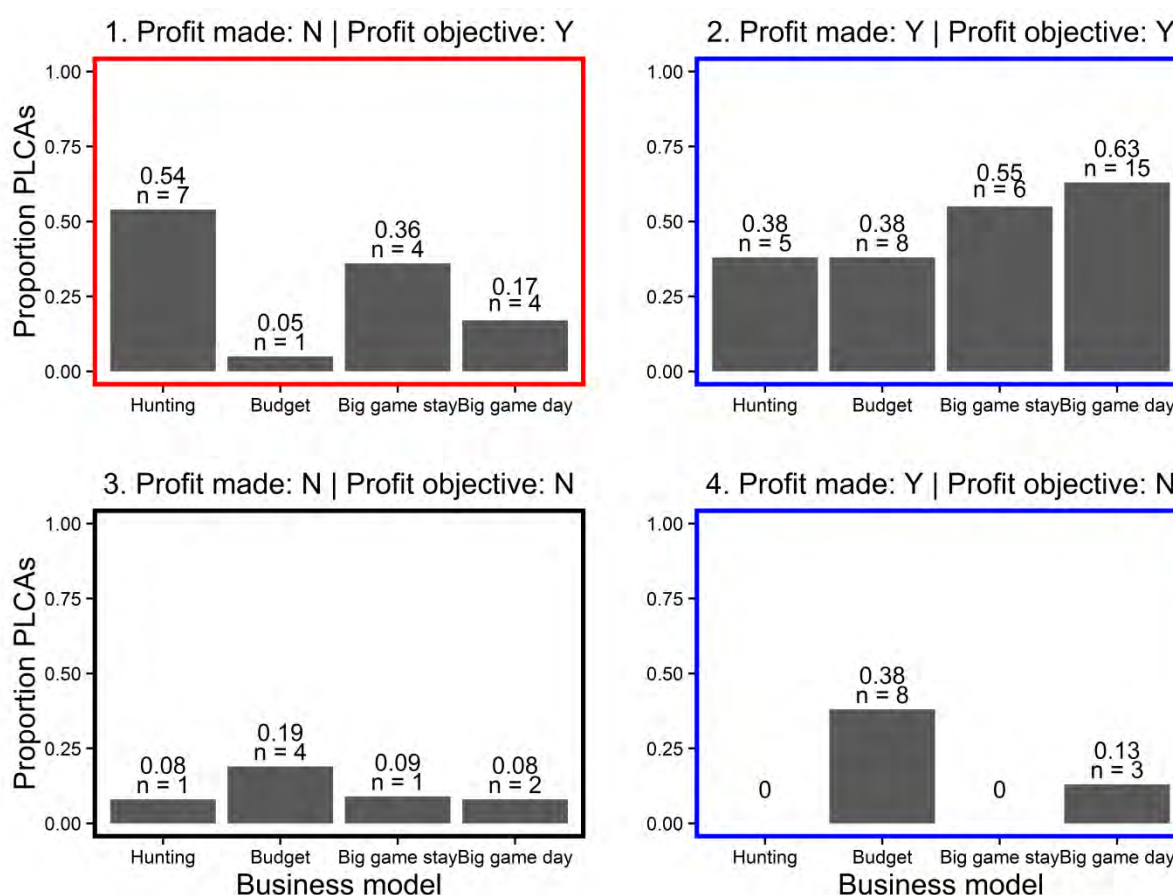 1. Profit made: N | Profit objective: Y
2. Profit made: Y | Profit objective: Y
Proportion PLCAs
1.00
0.75
0.50
0.25
0.00
0.54
n = 7
0.05
n = 1
0.36
n = 4
0.17
n = 4
Hunting
Budget
Big game stay
Big game day
1.00
0.75
0.50
0.25
0.00
0.38
n = 5
0.38
n = 8
0.55
n = 6
0.63
n = 15
Hunting
Budget
Big game stay
Big game day
3. Profit made: N | Profit objective: N
4. Profit made: Y | Profit objective: N
Proportion PLCAs
1.00
0.75
0.50
0.25
0.00
0.08
n = 1
0.19
n = 4
0.09
n = 1
0.08
n = 2
Hunting
Budget
Big game stay
Big game day
Business model
1.00
0.75
0.50
0.25
0.00
0
0.38
n = 8
0
0.13
n = 3
Hunting
Budget
Big game stay
Big game day
Business model